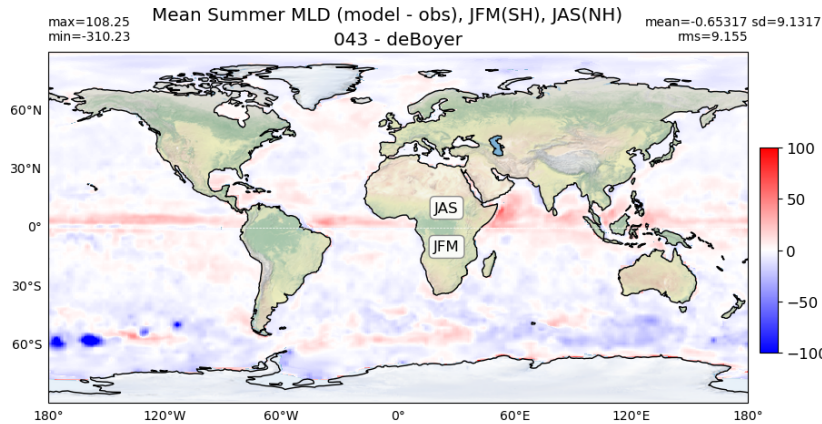 Mean Summer MLD (model - obs), JFM(SH), JAS(NH)
043 - deBoyer
max=108.25
min=-310.23
mean=-0.65317 sd=9.1317
rms=9.155
60°N
30°N
0°
30°S
60°S
JAS
JFM
180°
120°W
60°W
0°
60°E
120°E
180°
100
50
0
−50
−100